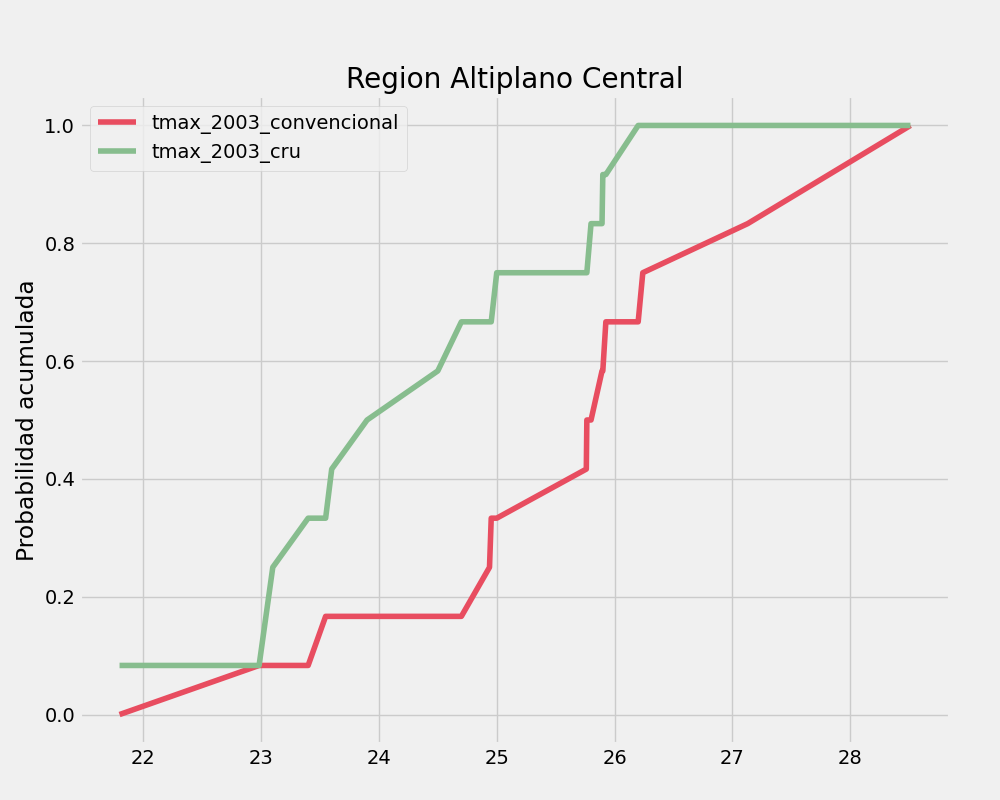 Region Altiplano Central
tmax_2003_convencional
tmax_2003_cru
Probabilidad acumulada
1.0
0.8
0.6
0.4
0.2
0.0
22 23 24 25 26 27 28